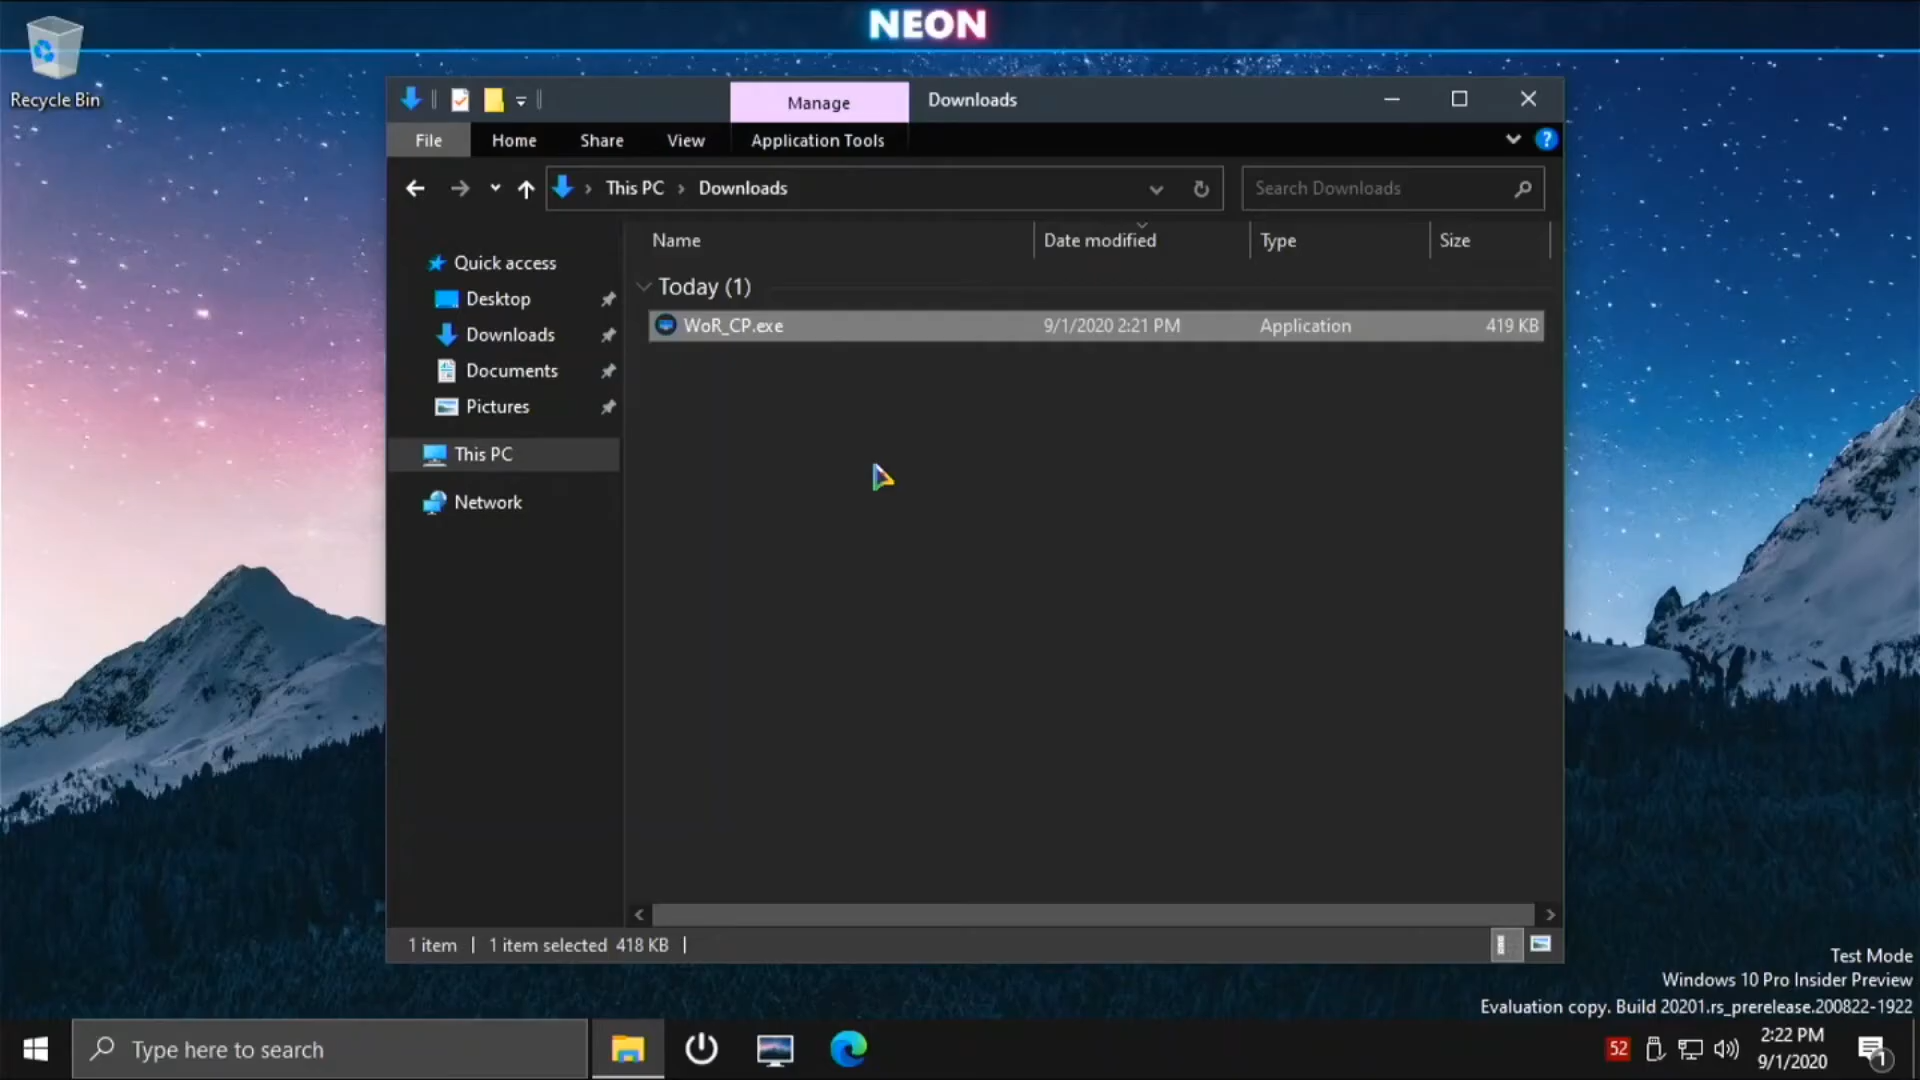 NEON
Recycle Bin
Manage
Downloads
File
Home
Share
View
Application Tools
?
This PC
Downloads
Search Downloads
Name
Date modified
Type
Size
Quick access
Desktop
Downloads
Documents
Pictures
This PC
Network
Today (1)
WoR_CP.exe
9/1/2020 2:21 PM
Application
419 KB
1 item
1 item selected 418 KB
Test Mode
Windows 10 Pro Insider Preview
Evaluation copy. Build 20201.rs_prerelease.200822-1922
Type here to search
52
2:22 PM
9/1/2020
1